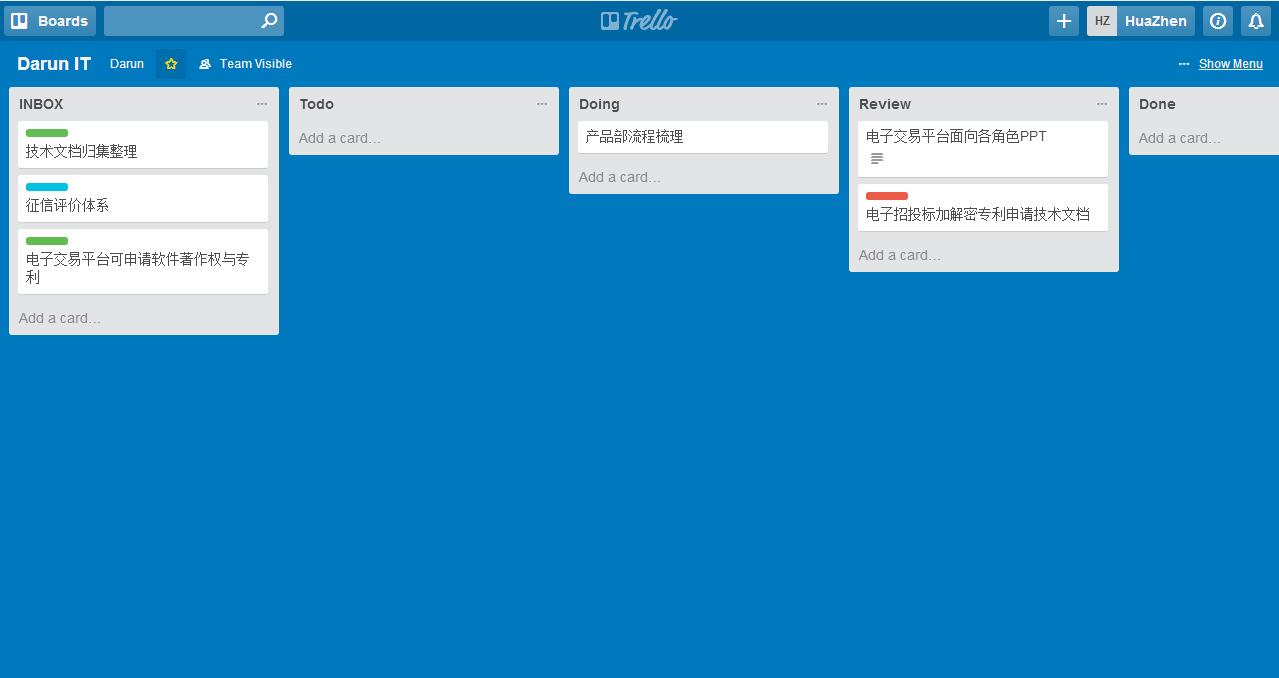 Boards
Trello
HZ HuaZhen
Darun IT Darun Team Visible
Show Menu
INBOX
技术文档归集整理
征信评价体系
电子交易平台可申请软件著作权与专
利
Add a card…
Todo
Add a card…
Doing
产品部流程梳理
Add a card…
Review
电子交易平台面向各角色PPT
电子招投标加解密专利申请技术文档
Add a card…
Done
Add a card…